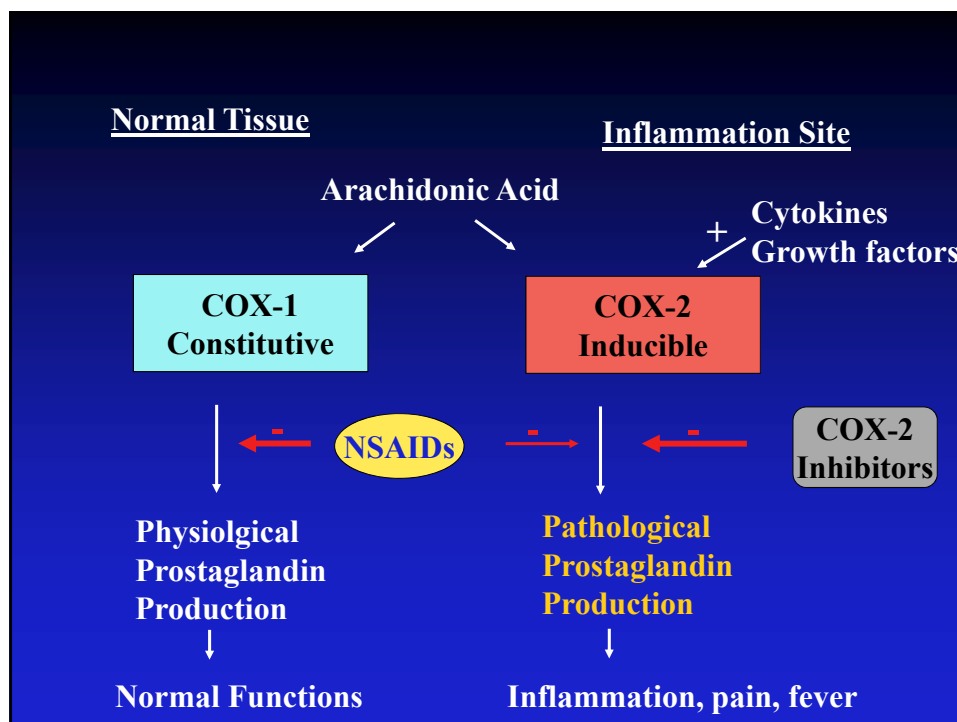 Normal Tissue
Inflammation Site
Arachidonic Acid
+
Cytokines
Growth factors
COX-1
Constitutive
COX-2
Inducible
-
NSAIDs
-
-
COX-2
Inhibitors
Physiolgical
Prostaglandin
Production
Pathological
Prostaglandin
Production
Normal Functions
Inflammation, pain, fever